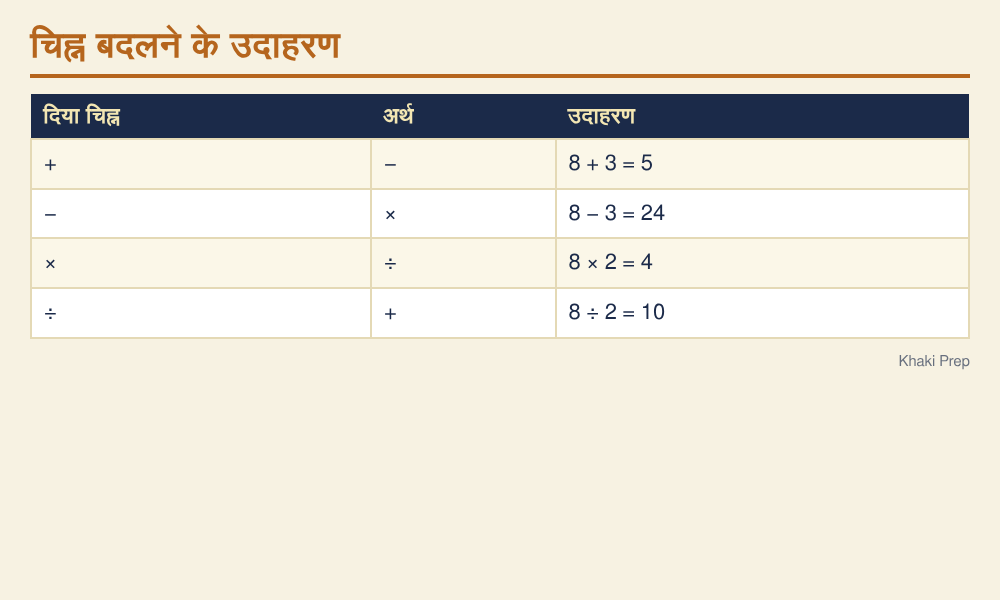 चिह्न बदलने के उदाहरण
दिया चिह्न अर्थ उदाहरण
+ − 8 + 3 = 5
− × 8 − 3 = 24
× ÷ 8 × 2 = 4
÷ + 8 ÷ 2 = 10
Khaki Prep